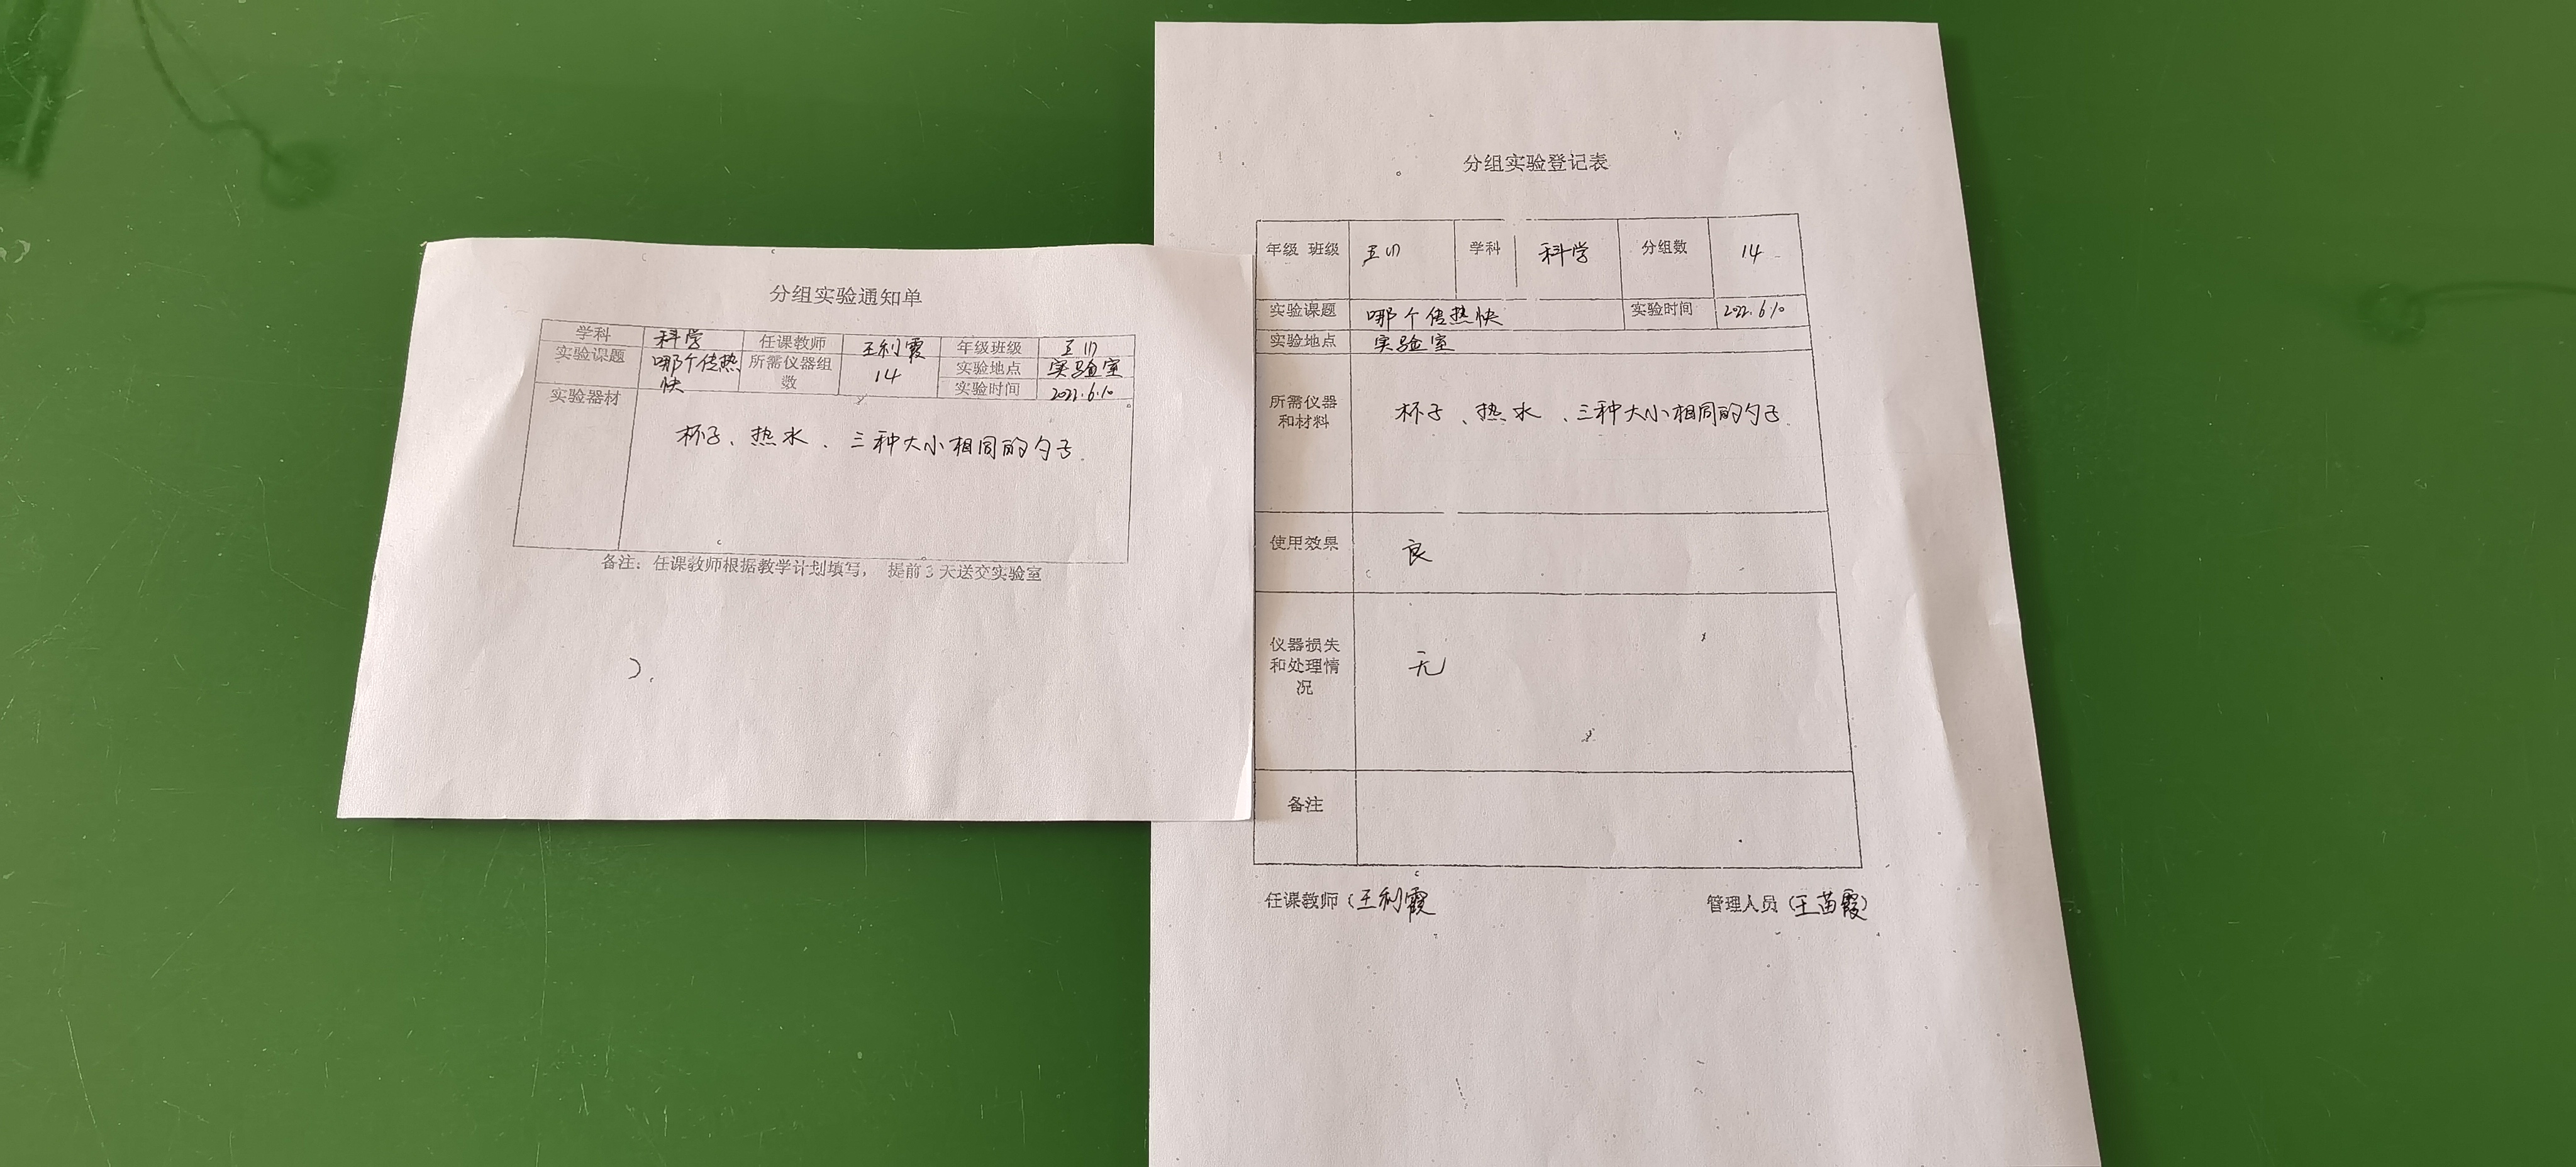 分组实验通知单
学科 科学 任课教师 王利霞 年级班级 五(1)
实验课题 哪个传热快 所需仪器组数 14 实验地点 实验室
实验时间 2022.6.10
实验器材 杯子、热水、三种大小相同的勺子.
备注：任课教师根据教学计划填写， 提前3天送交实验室
分组实验登记表
年级 班级 五(1) 学科 科学 分组数 14
实验课题 哪个传热快 实验时间 2022.6.10
实验地点 实验室
所需仪器
和材料
杯子、热水、三种大小相同的勺子.
使用效果 良
仪器损失
和处理情
况
无
备注
任课教师（王利霞 管理人员（王苗霞）